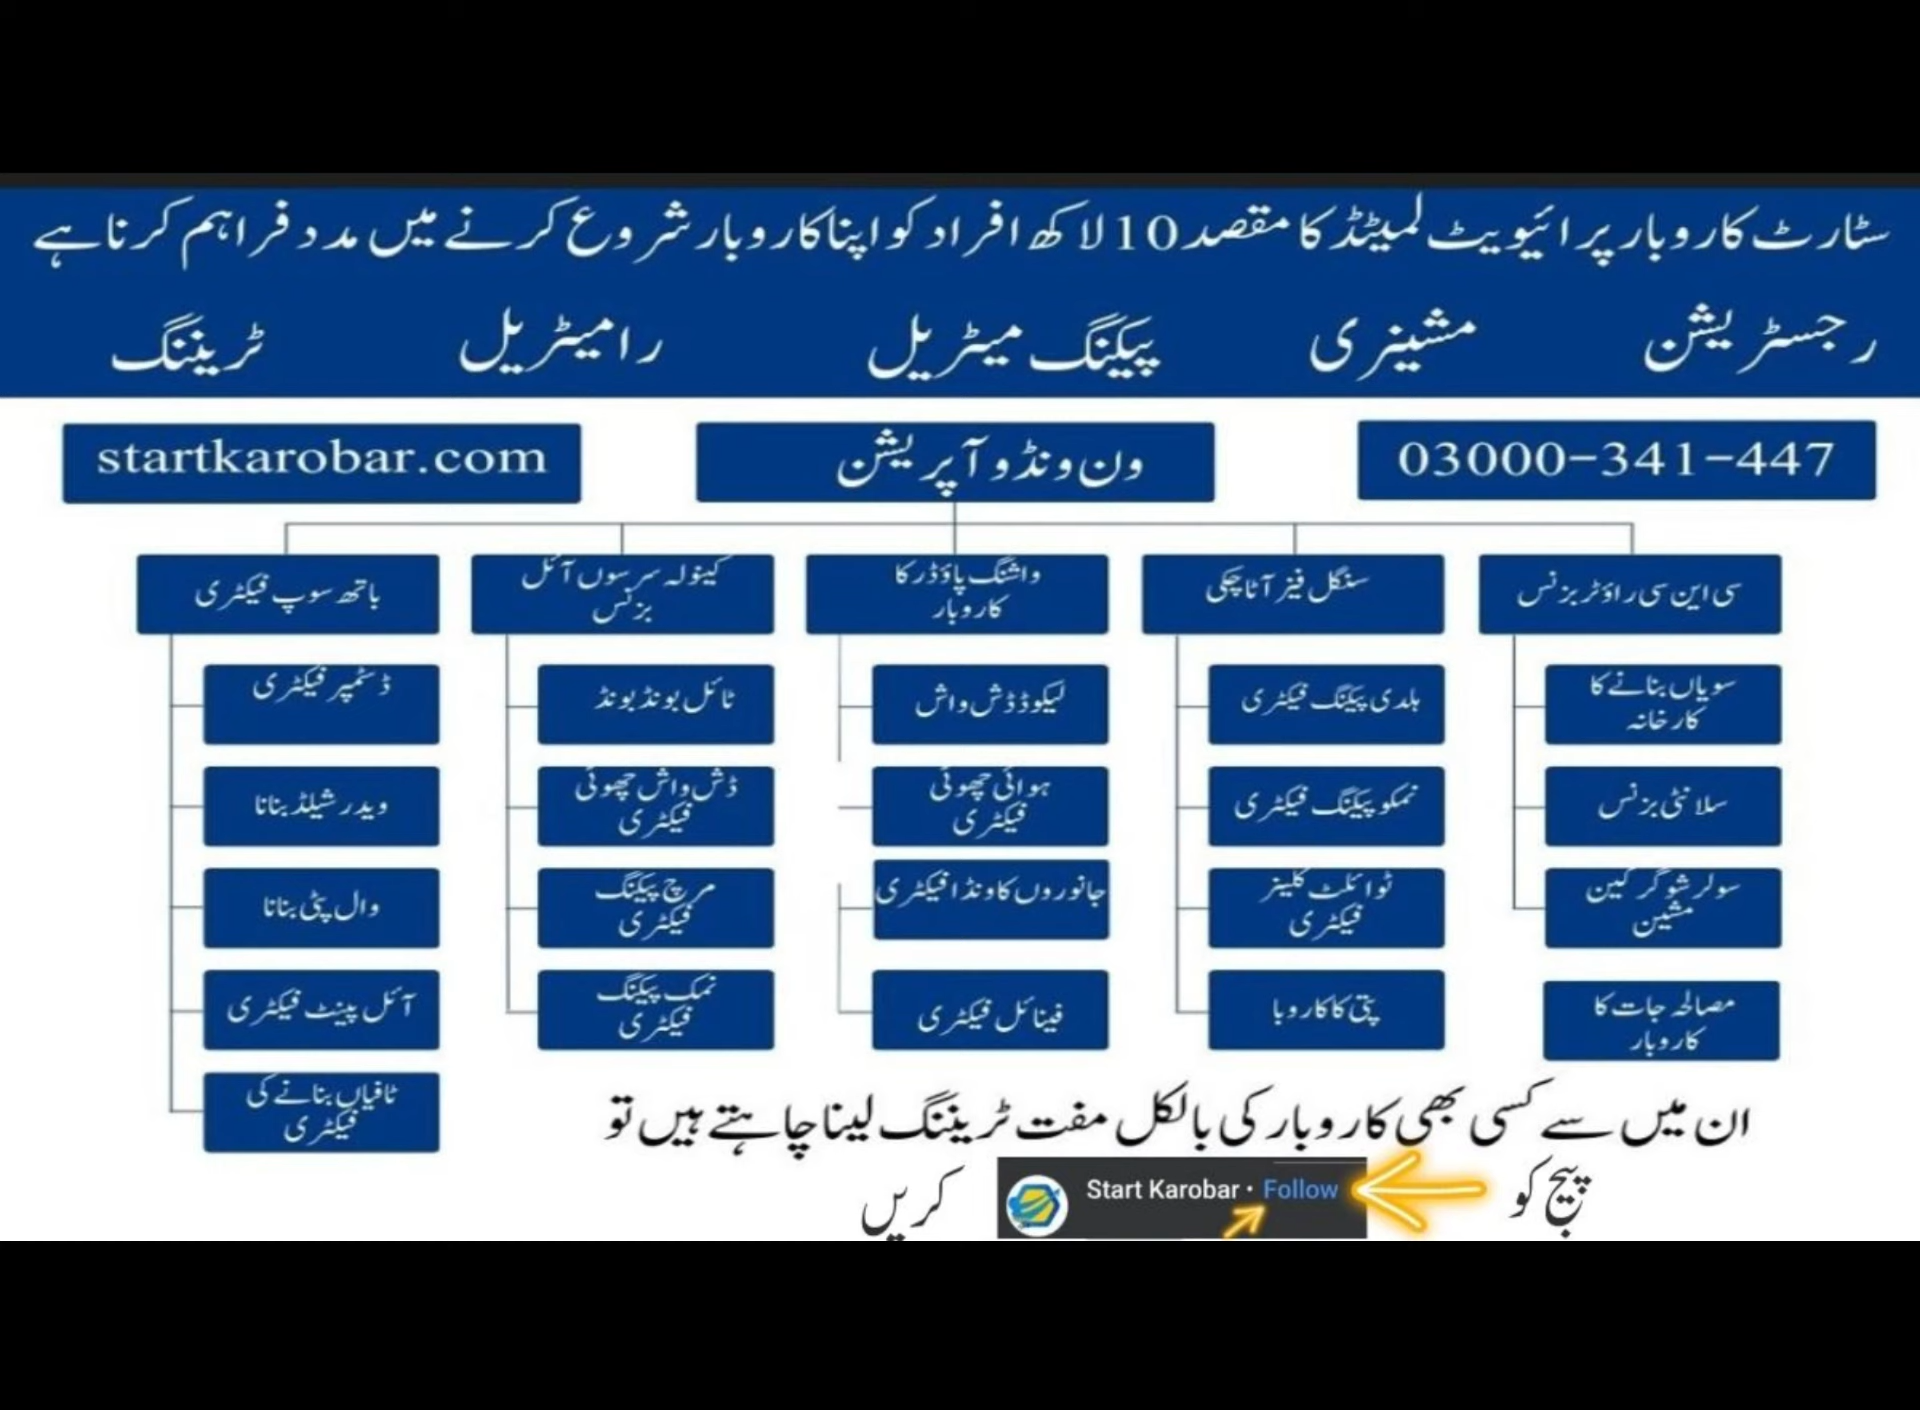 سٹارٹ کاروبار پرائیویٹ لمیٹڈ کا مقصد 10 لاکھ افراد کو اپنا کاروبار شروع کرنے میں مدد فراہم کرنا ہے
رجسٹریشن مشینری پیکنگ میٹریل رامیٹریل ٹریننگ
03000-341-447
ون ونڈو آپریشن
startkarobar.com
سی این سی راؤٹر بزنس
سویاں بنانے کا
کارخانہ
سلانٹی بزنس
سولر شوگر کین
مشین
مصالحہ جات کا
کاروبار
سنگل فیز آٹا چکی
ہلدی پیکنگ فیکٹری
نمکو پیکنگ فیکٹری
ٹوائلٹ کلینر
فیکٹری
پتی کا کاروبا
واشنگ پاؤڈر کا
کاروبار
لیکوڈ ڈش واش
ہوائی چھوٹی
فیکٹری
جانوروں کا ونڈا فیکٹری
فینائل فیکٹری
کینولہ سرسوں آئل
بزنس
ٹائل بونڈ بونڈ
ڈش واش چھوٹی
فیکٹری
مرچ پیکنگ
فیکٹری
نمک پیکنگ
فیکٹری
باتھ سوپ فیکٹری
ڈسٹمپر فیکٹری
ویدر شیلڈ بنانا
وال پٹی بنانا
آئل پینٹ فیکٹری
ٹافیاں بنانے کی
فیکٹری
ان میں سے کسی بھی کاروبار کی بالکل مفت ٹریننگ لینا چاہتے ہیں تو
پیج کو
Start Karobar · Follow
کریں